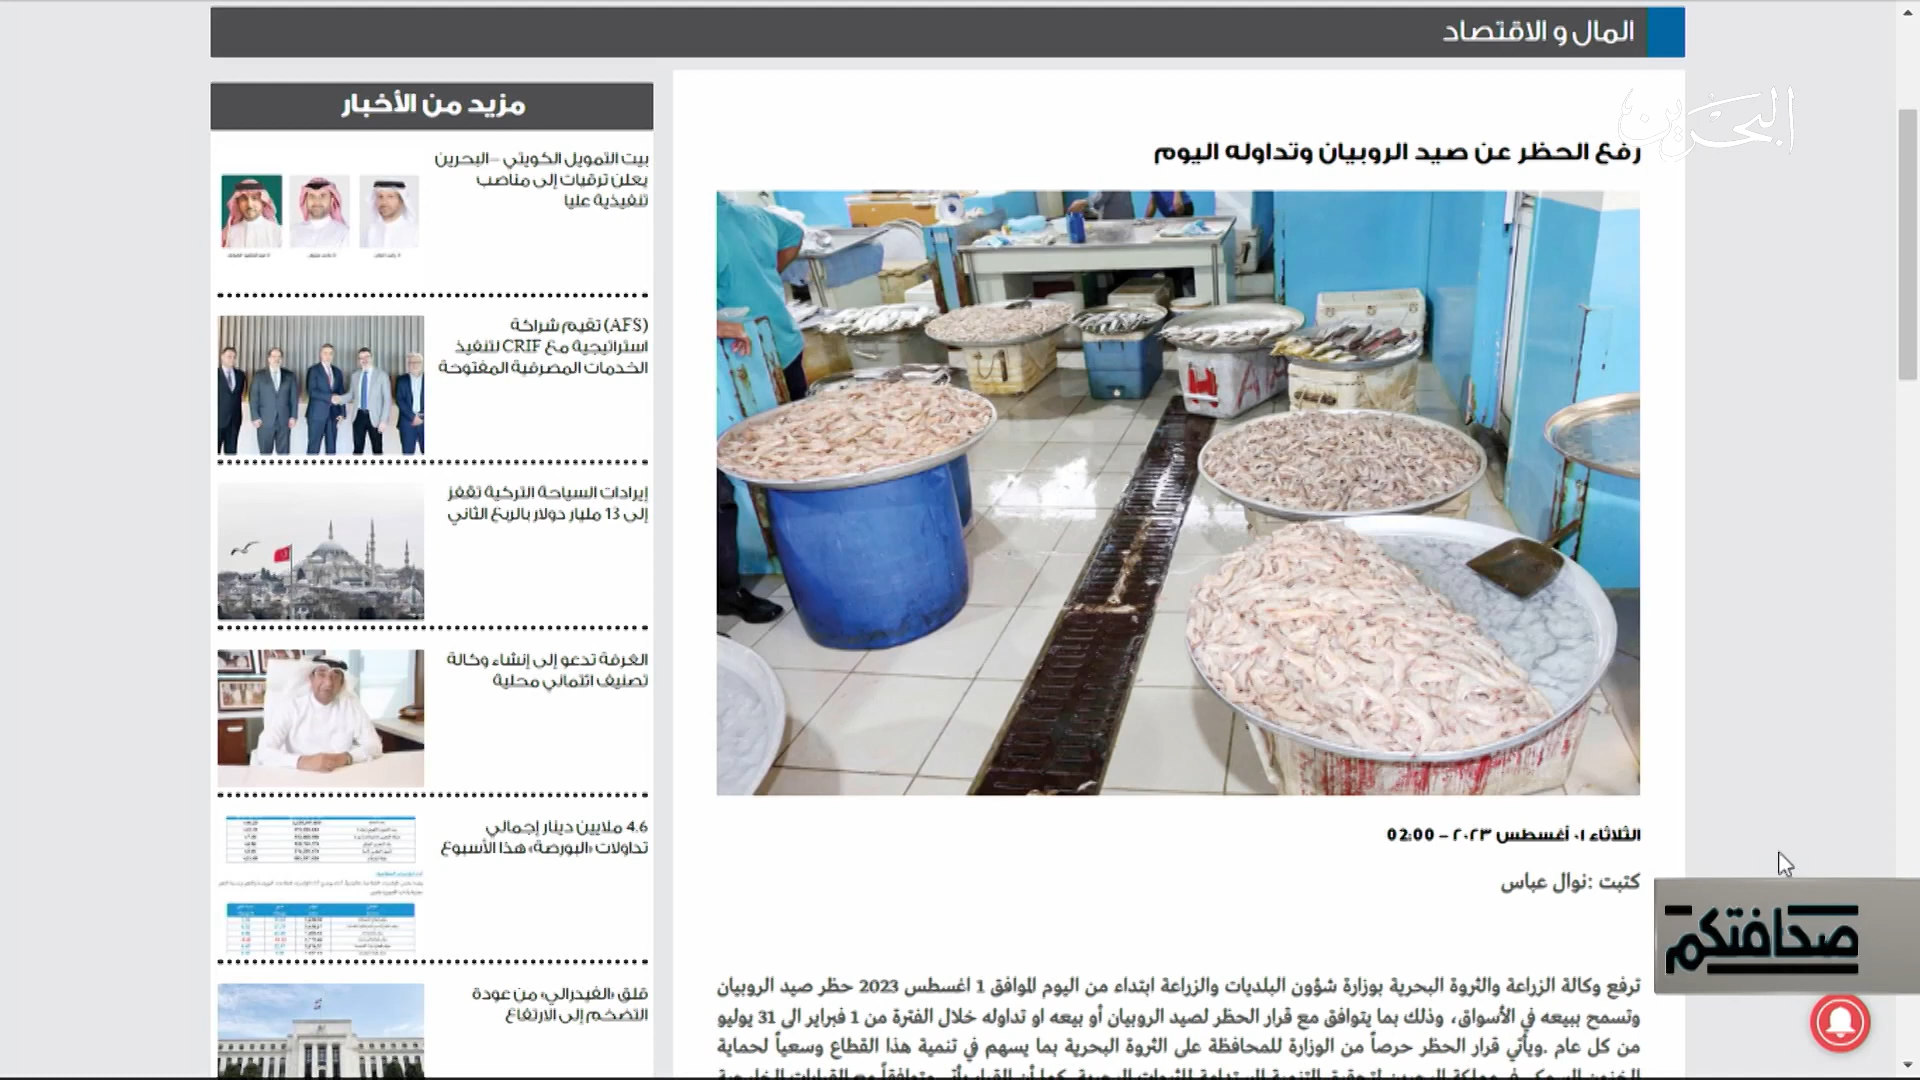 المال و الاقتصاد
البحرين
رفع الحظر عن صيد الروبيان وتداوله اليوم
الثلاثاء ٠١ أغسطس ٢٠٢٣ - 02:00
كتبت :نوال عباس
ترفع وكالة الزراعة والثروة البحرية بوزارة شؤون البلديات والزراعة ابتداء من اليوم الموافق 1 اغسطس 2023 حظر صيد الروبيان
وتسمح ببيعه في الأسواق، وذلك بما يتوافق مع قرار الحظر لصيد الروبيان أو بيعه او تداوله خلال الفترة من 1 فبراير الى 31 يوليو
من كل عام .ويأتي قرار الحظر حرصاً من الوزارة للمحافظة على الثروة البحرية بما يسهم في تنمية هذا القطاع وسعياً لحماية
مزيد من الأخبار
بيت التمويل الكويتي –البحرين
يعلن ترقيات إلى مناصب
تنفيذية عليا
(AFS) تقيم شراكة
استراتيجية مع CRIF لتنفيذ
الخدمات المصرفية المفتوحة
إيرادات السياحة التركية تقفز
إلى 13 مليار دولار بالربع الثاني
الغرفة تدعو إلى إنشاء وكالة
تصنيف ائتماني محلية
4.6 ملايين دينار إجمالي
تداولات «البورصة» هذا الأسبوع
قلق «الفيدرالي» من عودة
التضخم إلى الارتفاع
صحافتكم